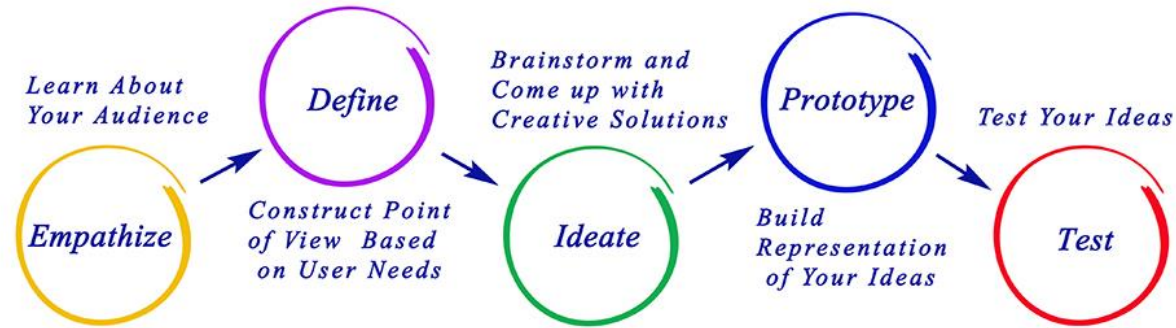 Learn About
Your Audience
Empathize
Define
Construct Point
of View Based
on User Needs
Brainstorm and
Come up with
Creative Solutions
Ideate
Prototype
Build
Representation
of Your Ideas
Test Your Ideas
Test